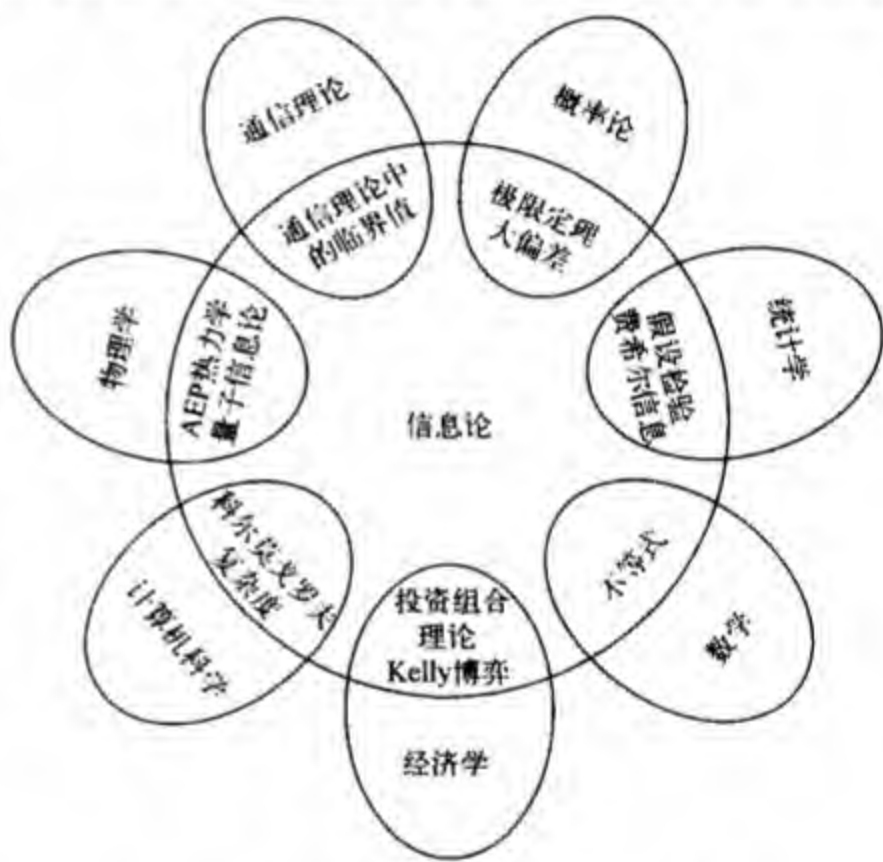 通信理论
通信理论中
的临界值
概率论
极限定理
大偏差
统计学
假设检验
费希尔信息
物理学
AEP热力学
量子信息论
信息论
科尔莫戈罗夫
复杂度
计算机科学
投资组合
理论
Kelly博弈
经济学
不等式
数学